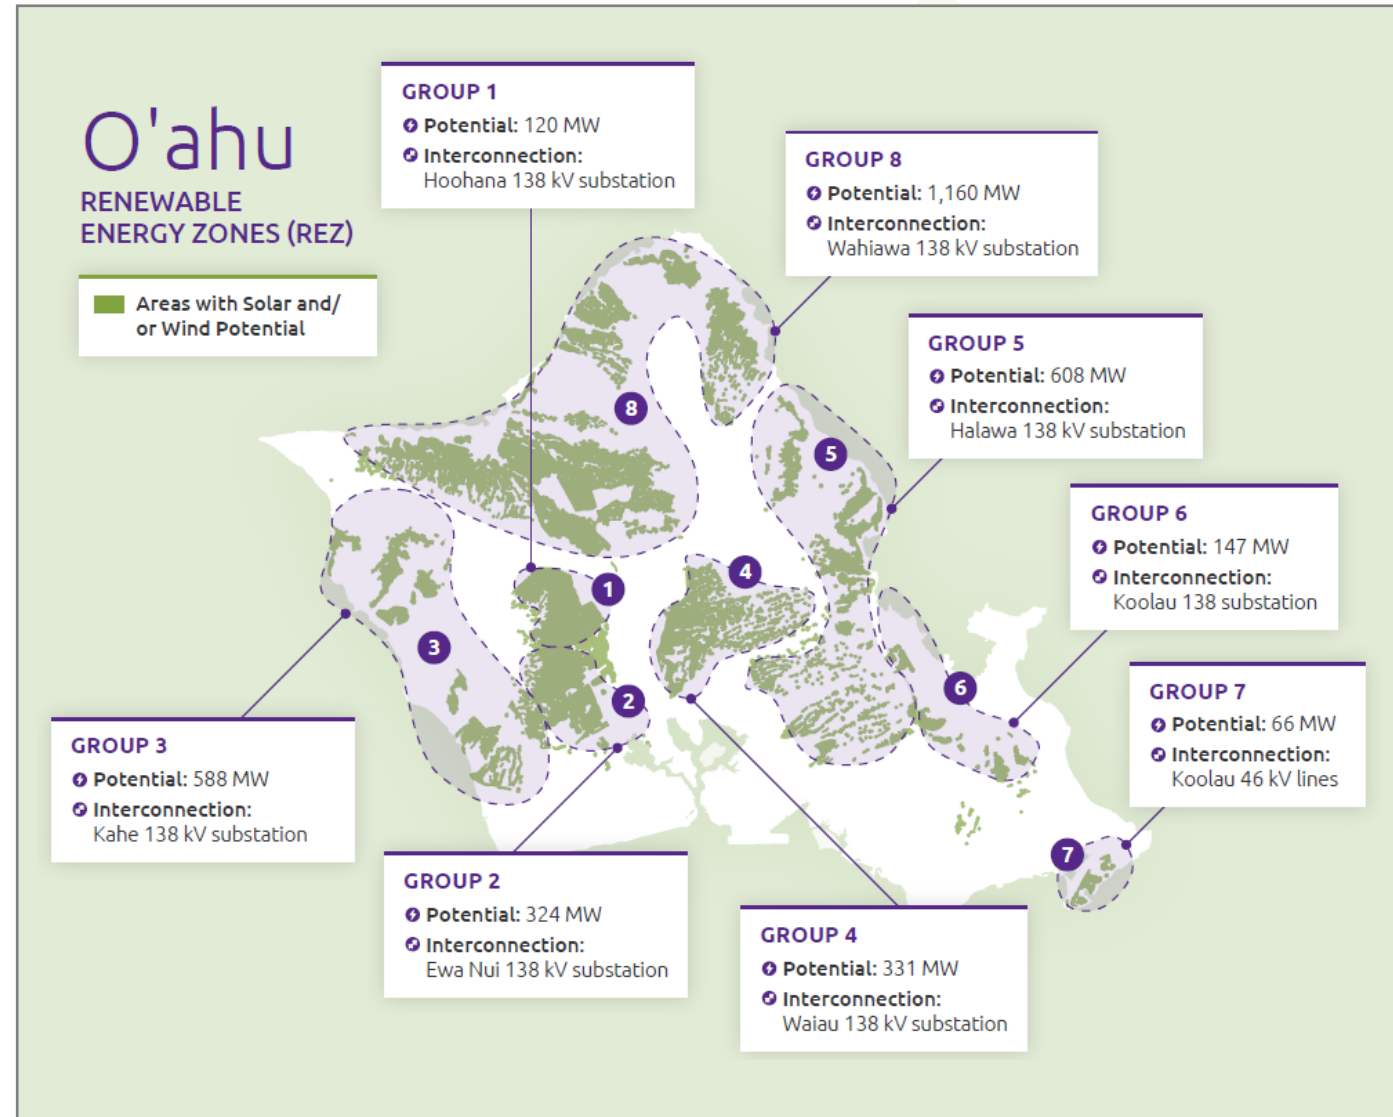 O'ahu
RENEWABLE
ENERGY ZONES (REZ)
Areas with Solar and/
or Wind Potential
GROUP 1
Potential: 120 MW
Interconnection:
Hoohana 138 kV substation
GROUP 8
Potential: 1,160 MW
Interconnection:
Wahiawa 138 kV substation
GROUP 5
Potential: 608 MW
Interconnection:
Halawa 138 kV substation
GROUP 6
Potential: 147 MW
Interconnection:
Koolau 138 substation
GROUP 7
Potential: 66 MW
Interconnection:
Koolau 46 kV lines
GROUP 3
Potential: 588 MW
Interconnection:
Kahe 138 kV substation
GROUP 2
Potential: 324 MW
Interconnection:
Ewa Nui 138 kV substation
GROUP 4
Potential: 331 MW
Interconnection:
Waiau 138 kV substation
8
5
4
1
3
6
2
7